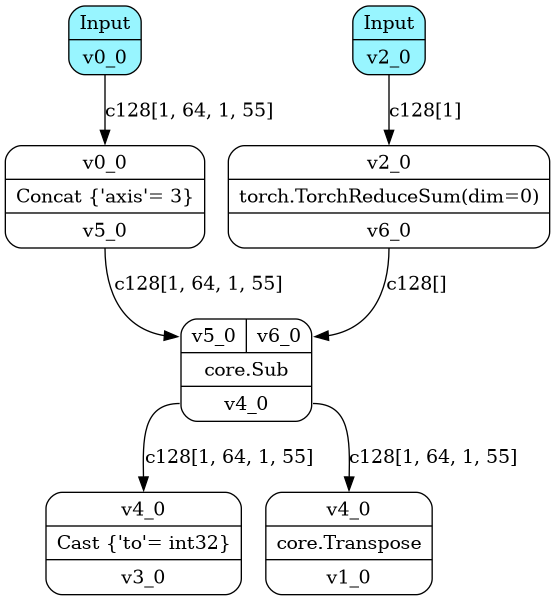 Input
v0_0
Input
v2_0
c128[1, 64, 1, 55]
c128[1]
v0_0
Concat {'axis'= 3}
v5_0
v2_0
torch.TorchReduceSum(dim=0)
v6_0
c128[1, 64, 1, 55]
c128[]
v5_0
v6_0
core.Sub
v4_0
c128[1, 64, 1, 55]
c128[1, 64, 1, 55]
v4_0
Cast {'to'= int32}
v3_0
v4_0
core.Transpose
v1_0